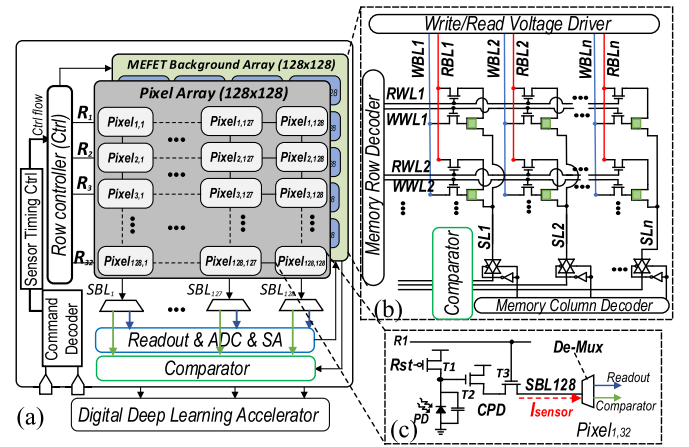 MEFET Background Array (128x128)
Pixel Array (128x128)
Ctrl flow
Row controller (Ctrl)
Sensor Timing Ctrl
Command Decoder
R1
R2
R3
R32
Pixel1,1
Pixel1,127
Pixel1,128
Pixel2,1
Pixel2,127
Pixel2,128
Pixel3,1
Pixel3,127
Pixel3,128
Pixel128,1
Pixel128,127
Pixel128,128
28
28
28
28
SBL1
SBL127
SBL128
Readout & ADC & SA
Comparator
Digital Deep Learning Accelerator
(a)
Write/Read Voltage Driver
WBL1
RBL1
WBL2
RBL2
WBLn
RBLn
Memory Row Decoder
RWL1
WWL1
RWL2
WWL2
SL1
SL2
SLn
Comparator
Memory Column Decoder
(b)
R1
Rst
T1
T2
T3
PD
CPD
SBL128
Isensor
De-Mux
Readout
Comparator
Pixel1,32
(c)